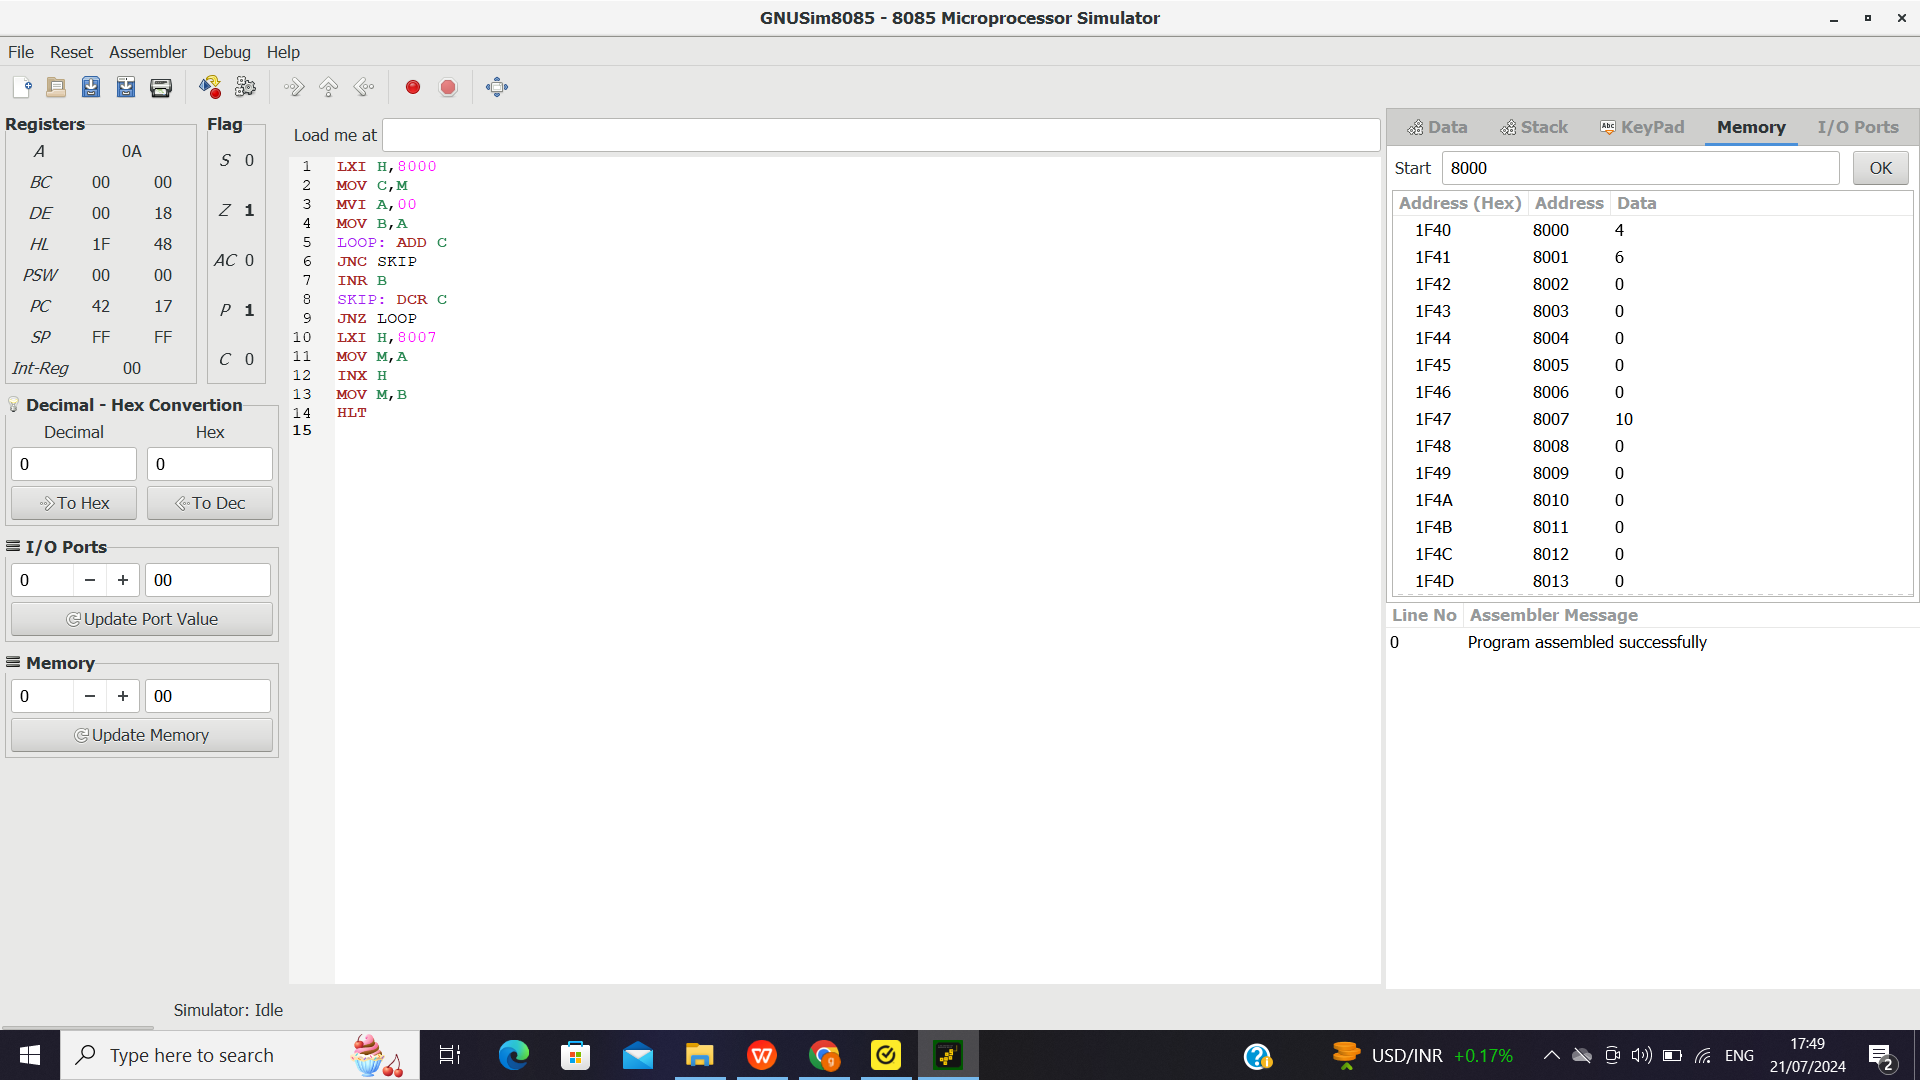 GNUSim8085 - 8085 Microprocessor Simulator
File Reset Assembler Debug Help
Registers
A 0A
BC 00 00
DE 00 18
HL 1F 48
PSW 00 00
PC 42 17
SP FF FF
Int-Reg 00
Flag
S 0
Z 1
AC 0
P 1
C 0
Decimal - Hex Convertion
Decimal Hex
0 0
To Hex To Dec
I/O Ports
0 − + 00
Update Port Value
Memory
0 − + 00
Update Memory
Load me at
1 LXI H,8000
2 MOV C,M
3 MVI A,00
4 MOV B,A
5 LOOP: ADD C
6 JNC SKIP
7 INR B
8 SKIP: DCR C
9 JNZ LOOP
10 LXI H,8007
11 MOV M,A
12 INX H
13 MOV M,B
14 HLT
15
Data Stack Abc KeyPad Memory I/O Ports
Start 8000 OK
Address (Hex) Address Data
1F40 8000 4
1F41 8001 6
1F42 8002 0
1F43 8003 0
1F44 8004 0
1F45 8005 0
1F46 8006 0
1F47 8007 10
1F48 8008 0
1F49 8009 0
1F4A 8010 0
1F4B 8011 0
1F4C 8012 0
1F4D 8013 0
Line No Assembler Message
0 Program assembled successfully
Simulator: Idle
Type here to search
W
g
USD/INR +0.17%
ENG
17:49
21/07/2024
2